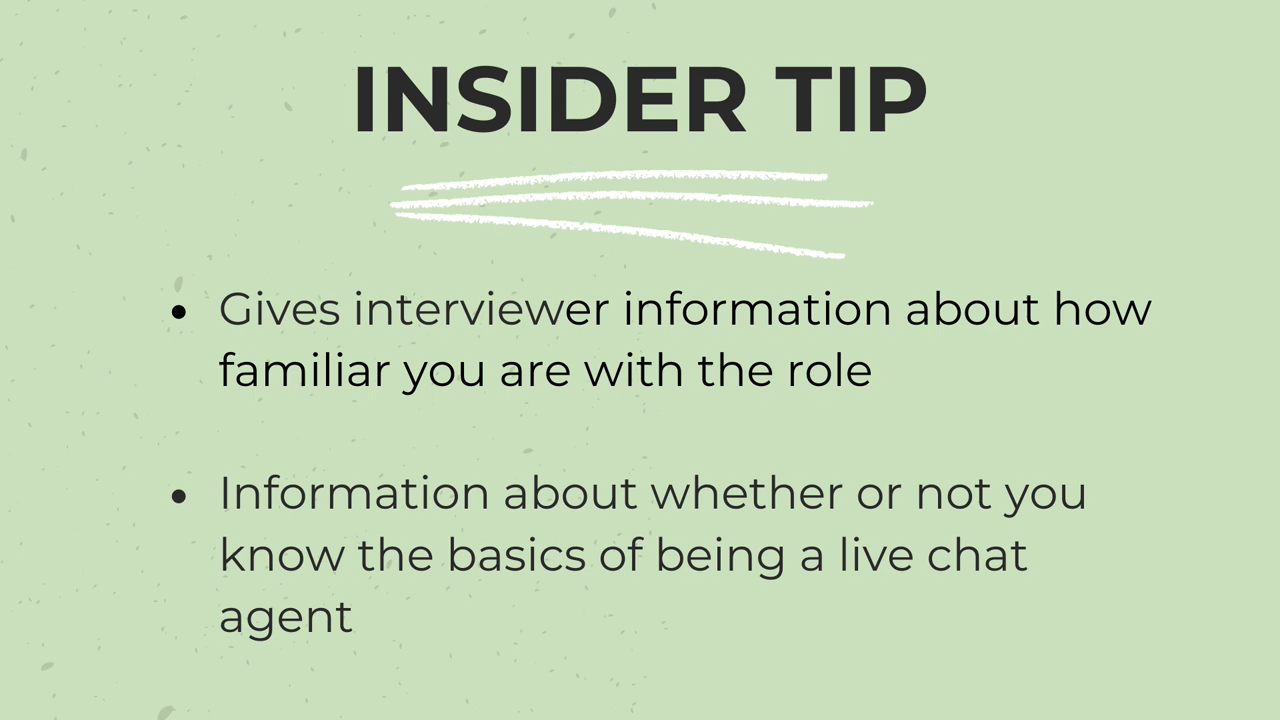 INSIDER TIP
• Gives interviewer information about how
familiar you are with the role
• Information about whether or not you
know the basics of being a live chat
agent